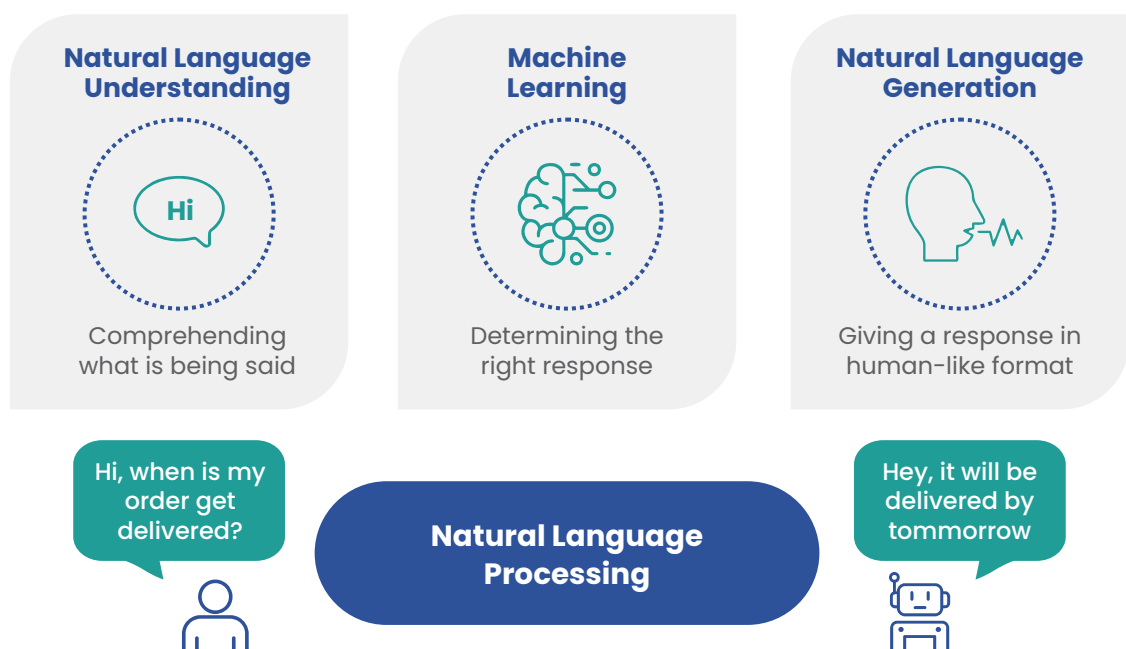 Natural Language
Understanding
Hi
Comprehending
what is being said
Machine
Learning
Determining the
right response
Natural Language
Generation
Giving a response in
human-like format
Hi, when is my
order get
delivered?
Natural Language
Processing
Hey, it will be
delivered by
tommorrow